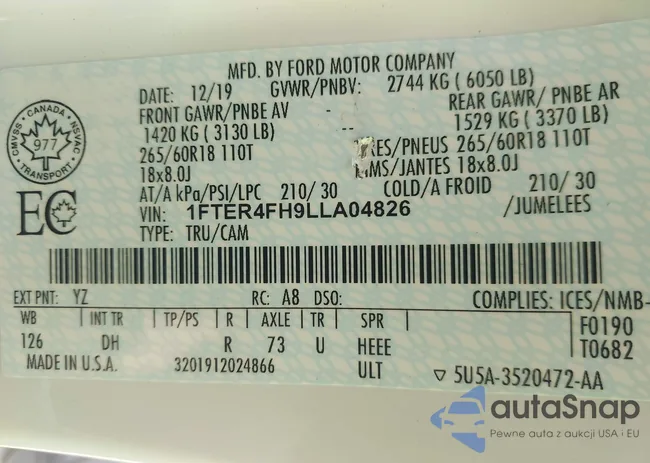 MFD. BY FORD MOTOR COMPANY
DATE: 12/19 GVWR/PNBV: 2744 KG ( 6050 LB)
FRONT GAWR/PNBE AV - REAR GAWR/ PNBE AR
1420 KG ( 3130 LB) -- 1529 KG ( 3370 LB)
265/60R18 110T /PNEUS 265/60R18 110T
18x8.0J /JANTES 18x8.0J
AT/A kPa/PSI/LPC 210/ 30 COLD/A FROID 210/ 30
VIN: 1FTER4FH9LLA04826 /JUMELEES
TYPE: TRU/CAM
CANADA
CMVSS NSVAC
977
TRANSPORT
EC
EXT PNT: YZ RC: A8 DSO: COMPLIES: ICES/NMB-
WB INT TR TP/PS R AXLE TR SPR F0190
126 DH R 73 U HEEE T0682
MADE IN U.S.A. 3201912024866 ULT ▽ 5U5A-3520472-AA
autaSnap
Pewne auta z aukcji USA i EU